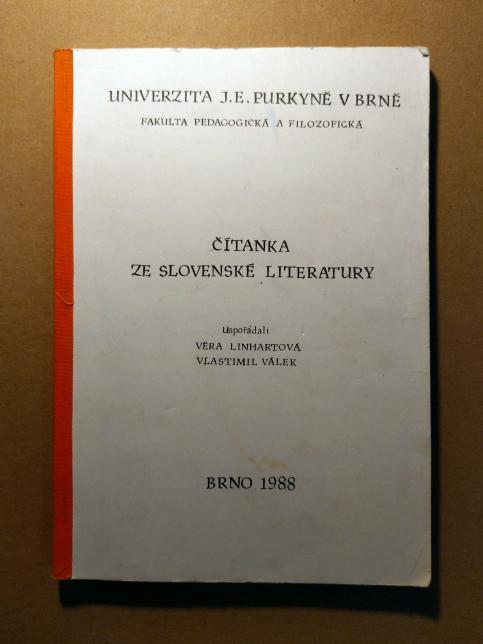 UNIVERZITA J.E. PURKYNĚ V BRNĚ
FAKULTA PEDAGOGICKÁ A FILOZOFICKÁ
ČÍTANKA
ZE SLOVENSKÉ LITERATURY
Uspořádali
VĚRA LINHARTOVÁ
VLASTIMIL VÁLEK
BRNO 1988